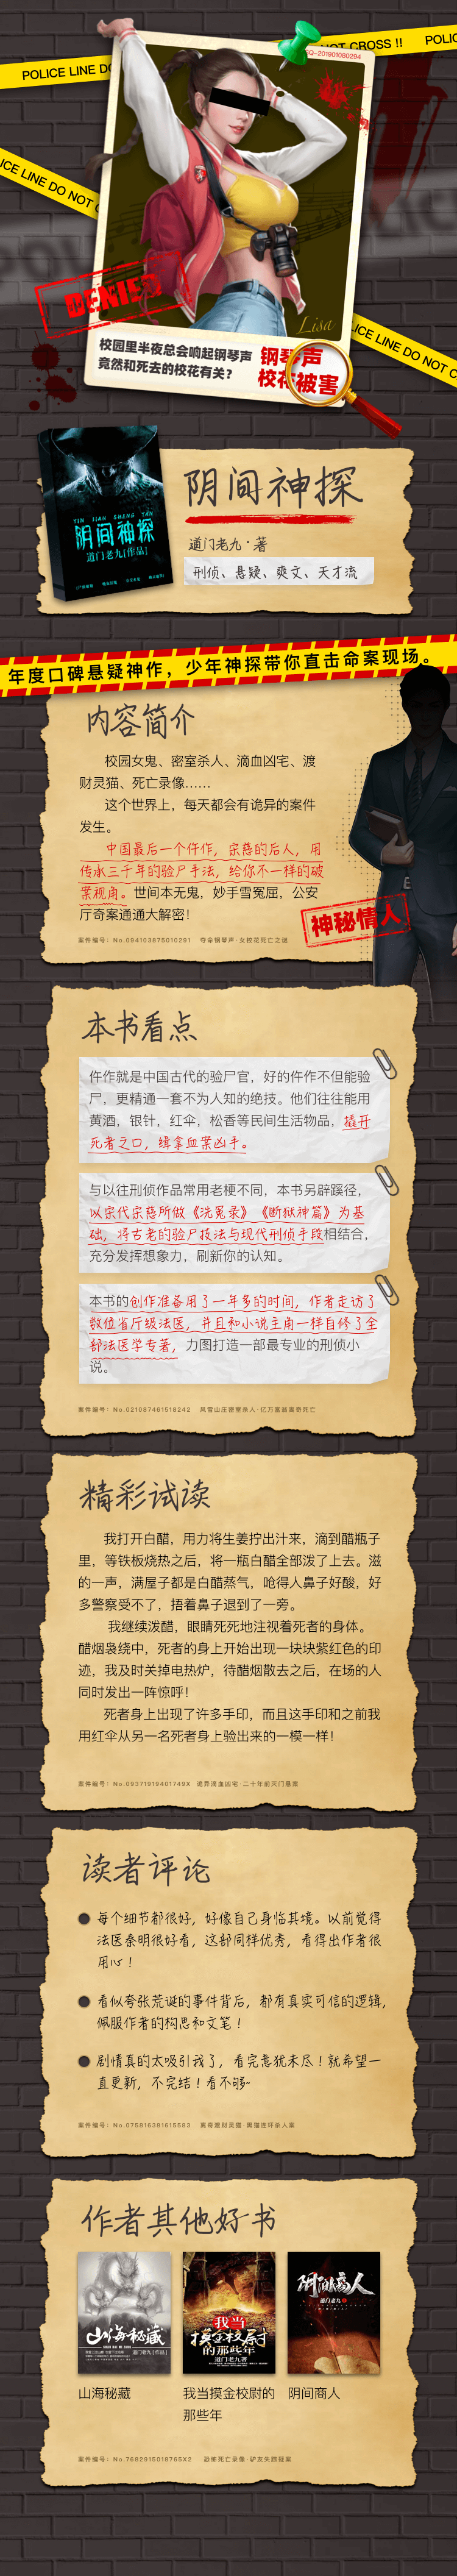 POLICE LINE DO
NOT CROSS !!
POLIC
SQ-201901080294
ICE LINE DO NOT C
DENIED
Lisa
ICE LINE DO NOT C
校园里半夜总会响起钢琴声
竟然和死去的校花有关？
钢琴声
校花被害
YIN JIAN SHENG TAN
阴间神探
道门老九[作品]
阴间神探
道门老九·著
刑侦、悬疑、爽文、天才流
年度口碑悬疑神作，少年神探带你直击命案现场。
内容简介
校园女鬼、密室杀人、滴血凶宅、渡
财灵猫、死亡录像……
这个世界上，每天都会有诡异的案件
发生。
中国最后一个仵作，宋慈的后人，用
传承三千年的验尸手法，给你不一样的破
案视角。世间本无鬼，妙手雪冤屈，公安
厅奇案通通大解密！
神秘情人
案件编号：No.094103875010291 夺命钢琴声·女校花死亡之谜
本书看点
仵作就是中国古代的验尸官，好的仵作不但能验
尸，更精通一套不为人知的绝技。他们往往能用
黄酒，银针，红伞，松香等民间生活物品，撬开
死者之口，缉拿血案凶手。
与以往刑侦作品常用老梗不同，本书另辟蹊径，
以宋代宋慈所做《洗冤录》《断狱神篇》为基
础，将古老的验尸技法与现代刑侦手段相结合，
充分发挥想象力，刷新你的认知。
本书的创作准备用了一年多的时间，作者走访了
数位省厅级法医，并且和小说主角一样自修了全
部法医学专著，力图打造一部最专业的刑侦小
说。
案件编号：No.021087461518242 风雪山庄密室杀人·亿万富翁离奇死亡
精彩试读
我打开白醋，用力将生姜拧出汁来，滴到醋瓶子
里，等铁板烧热之后，将一瓶白醋全部泼了上去。滋
的一声，满屋子都是白醋蒸气，呛得人鼻子好酸，好
多警察受不了，捂着鼻子退到了一旁。
我继续泼醋，眼睛死死地注视着死者的身体。
醋烟袅绕中，死者的身上开始出现一块块紫红色的印
迹，我及时关掉电热炉，待醋烟散去之后，在场的人
同时发出一阵惊呼！
死者身上出现了许多手印，而且这手印和之前我
用红伞从另一名死者身上验出来的一模一样！
案件编号：No.09371919401749X 诡异滴血凶宅·二十年前灭门悬案
读者评论
每个细节都很好，好像自己身临其境。以前觉得
法医秦明很好看，这部同样优秀，看得出作者很
用心！
看似夸张荒诞的事件背后，都有真实可信的逻辑，
佩服作者的构思和文笔！
剧情真的太吸引我了，看完意犹未尽！就希望一
直更新，不完结！看不够~
案件编号：No.075816381615583 离奇渡财灵猫·黑猫连环杀人案
作者其他好书
山海秘藏
道门老九[作品]
我当
摸金校尉
的那些年
道门老九著
阴间商人
道门老九
山海秘藏
我当摸金校尉的
那些年
阴间商人
案件编号：No.7682915018765X2 恐怖死亡录像·驴友失踪疑案